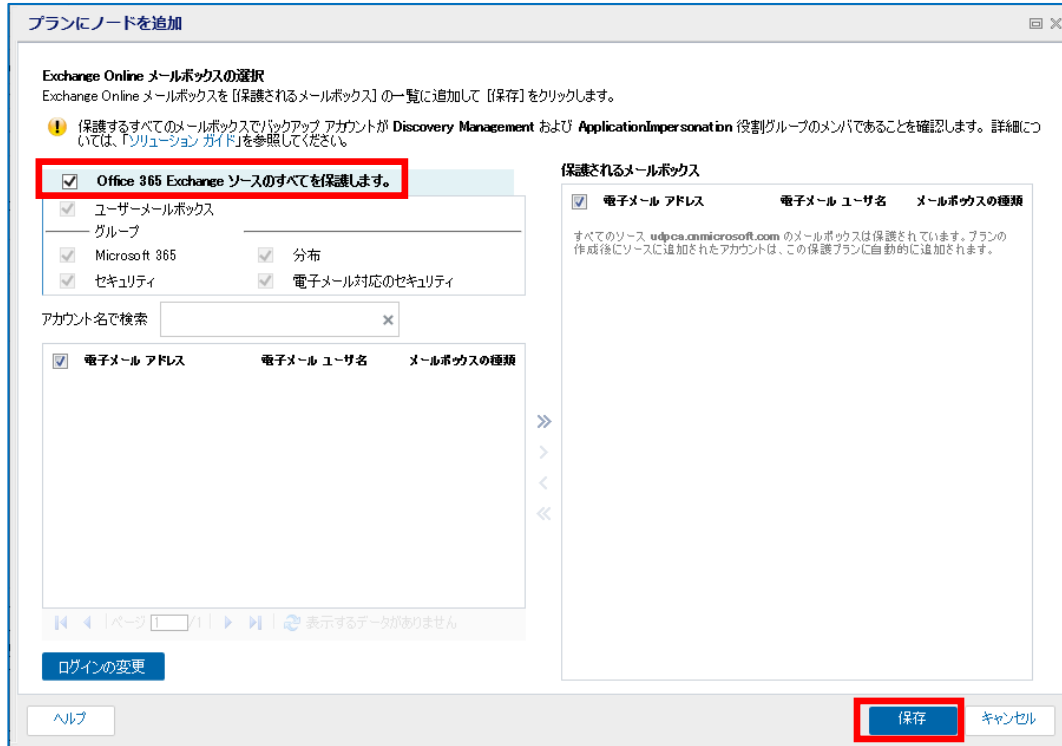 プランにノードを追加
Exchange Online メールボックスの選択
Exchange Online メールボックスを [保護されるメールボックス] の一覧に追加して [保存] をクリックします。
保護するすべてのメールボックスでバックアップ アカウントが Discovery Management および ApplicationImpersonation 役割グループのメンバであることを確認します。詳細につ
いては、「ソリューション ガイド」を参照してください。
Office 365 Exchange ソースのすべてを保護します。
ユーザーメールボックス
グループ
Microsoft 365 分布
セキュリティ 電子メール対応のセキュリティ
アカウント名で検索
電子メール アドレス 電子メール ユーザ名 メールボックスの種類
ページ 1 /1 表示するデータがありません
ログインの変更
保護されるメールボックス
電子メール アドレス 電子メール ユーザ名 メールボックスの種類
すべてのソース udpca.onmicrosoft.com のメールボックスは保護されています。プランの
作成後にソースに追加されたアカウントは、この保護プランに自動的に追加されます。
ヘルプ 保存 キャンセル